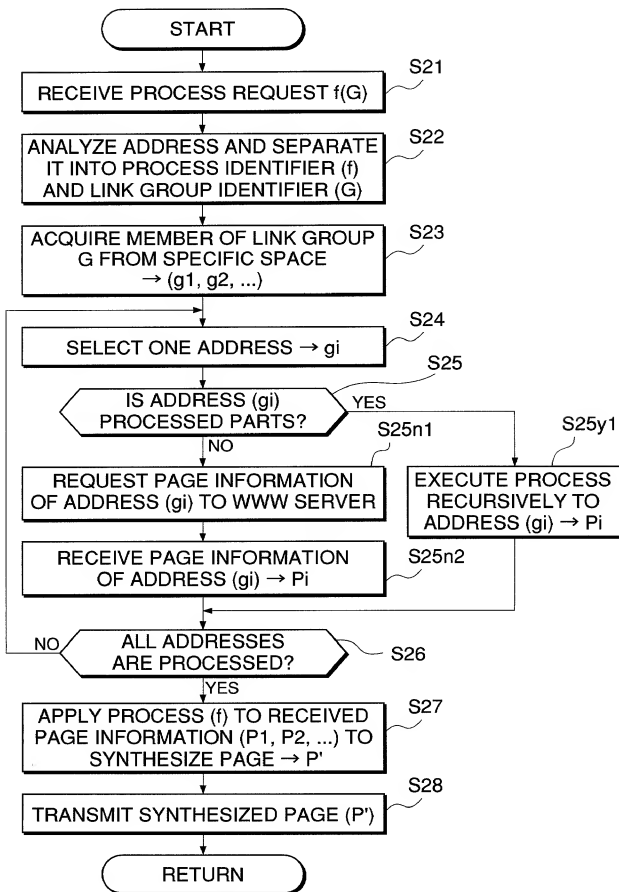 START
RECEIVE PROCESS REQUEST f(G)
S21
ANALYZE ADDRESS AND SEPARATE
IT INTO PROCESS IDENTIFIER (f)
AND LINK GROUP IDENTIFIER (G)
S22
ACQUIRE MEMBER OF LINK GROUP
G FROM SPECIFIC SPACE
→ (g1, g2, ...)
S23
SELECT ONE ADDRESS → gi
S24
IS ADDRESS (gi)
PROCESSED PARTS?
S25
YES
NO
REQUEST PAGE INFORMATION
OF ADDRESS (gi) TO WWW SERVER
S25n1
EXECUTE PROCESS
RECURSIVELY TO
ADDRESS (gi) → Pi
S25y1
RECEIVE PAGE INFORMATION
OF ADDRESS (gi) → Pi
S25n2
ALL ADDRESSES
ARE PROCESSED?
S26
NO
YES
APPLY PROCESS (f) TO RECEIVED
PAGE INFORMATION (P1, P2, ...) TO
SYNTHESIZE PAGE → P'
S27
TRANSMIT SYNTHESIZED PAGE (P')
S28
RETURN